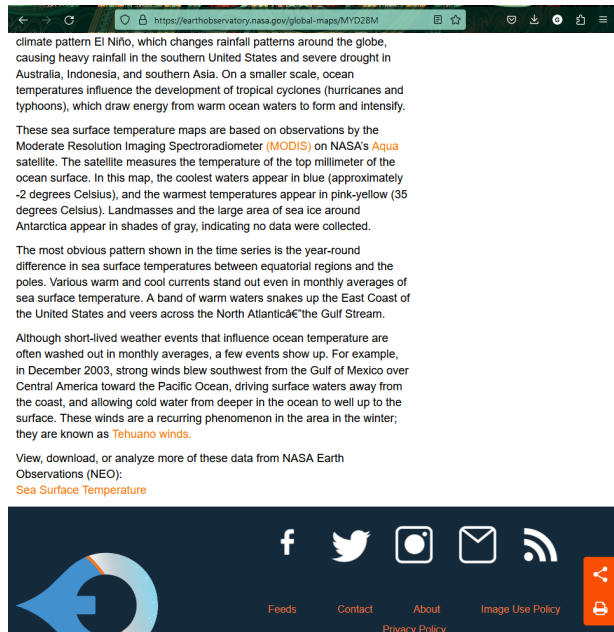 https://earthobservatory.nasa.gov/global-maps/MYD28M
climate pattern El Niño, which changes rainfall patterns around the globe,
causing heavy rainfall in the southern United States and severe drought in
Australia, Indonesia, and southern Asia. On a smaller scale, ocean
temperatures influence the development of tropical cyclones (hurricanes and
typhoons), which draw energy from warm ocean waters to form and intensify.
These sea surface temperature maps are based on observations by the
Moderate Resolution Imaging Spectroradiometer (MODIS) on NASA's Aqua
satellite. The satellite measures the temperature of the top millimeter of the
ocean surface. In this map, the coolest waters appear in blue (approximately
-2 degrees Celsius), and the warmest temperatures appear in pink-yellow (35
degrees Celsius). Landmasses and the large area of sea ice around
Antarctica appear in shades of gray, indicating no data were collected.
The most obvious pattern shown in the time series is the year-round
difference in sea surface temperatures between equatorial regions and the
poles. Various warm and cool currents stand out even in monthly averages of
sea surface temperature. A band of warm waters snakes up the East Coast of
the United States and veers across the North Atlanticâ€"the Gulf Stream.
Although short-lived weather events that influence ocean temperature are
often washed out in monthly averages, a few events show up. For example,
in December 2003, strong winds blew southwest from the Gulf of Mexico over
Central America toward the Pacific Ocean, driving surface waters away from
the coast, and allowing cold water from deeper in the ocean to well up to the
surface. These winds are a recurring phenomenon in the area in the winter;
they are known as Tehuano winds.
View, download, or analyze more of these data from NASA Earth
Observations (NEO):
Sea Surface Temperature
Feeds Contact About Image Use Policy
Privacy Policy